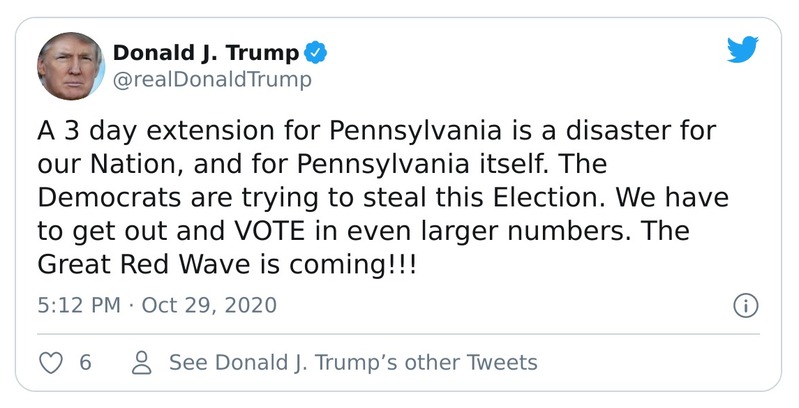 Donald J. Trump
@realDonaldTrump
A 3 day extension for Pennsylvania is a disaster for
our Nation, and for Pennsylvania itself. The
Democrats are trying to steal this Election. We have
to get out and VOTE in even larger numbers. The
Great Red Wave is coming!!!
5:12 PM · Oct 29, 2020
6 See Donald J. Trump’s other Tweets